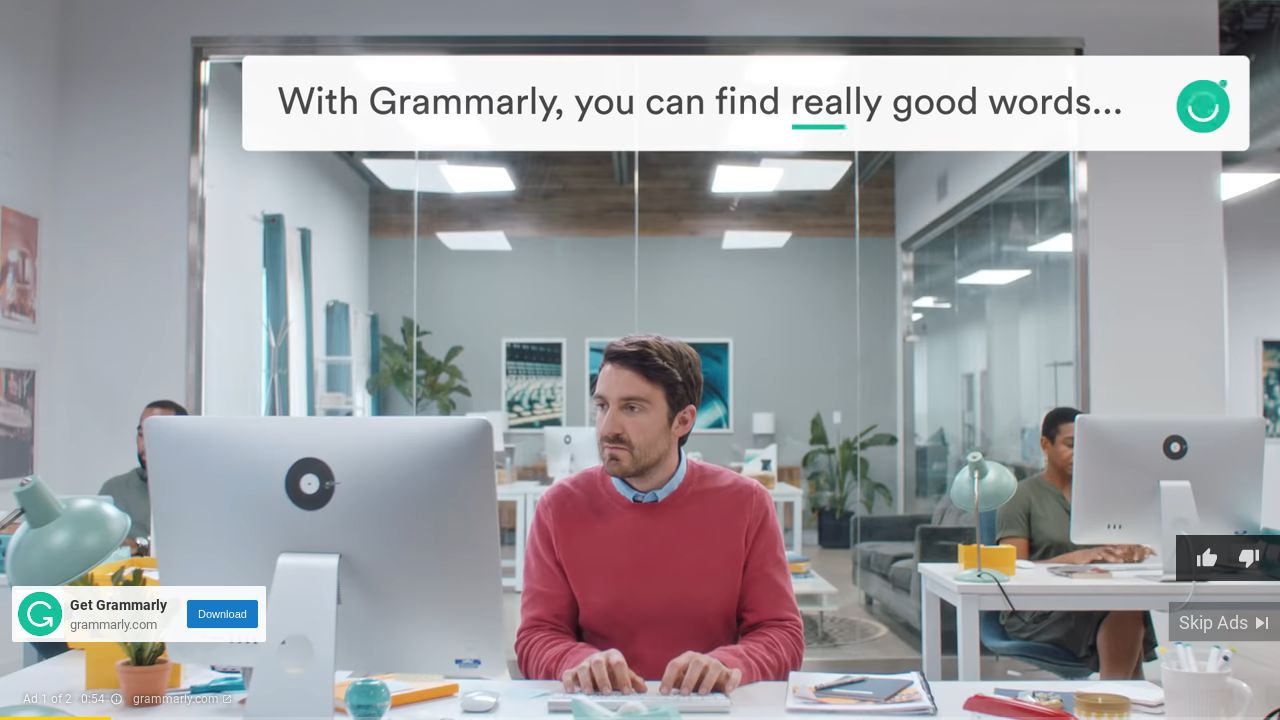 With Grammarly, you can find really good words...
Get Grammarly
grammarly.com
Download
Skip Ads
Ad 1 of 2 · 0:54
grammarly.com